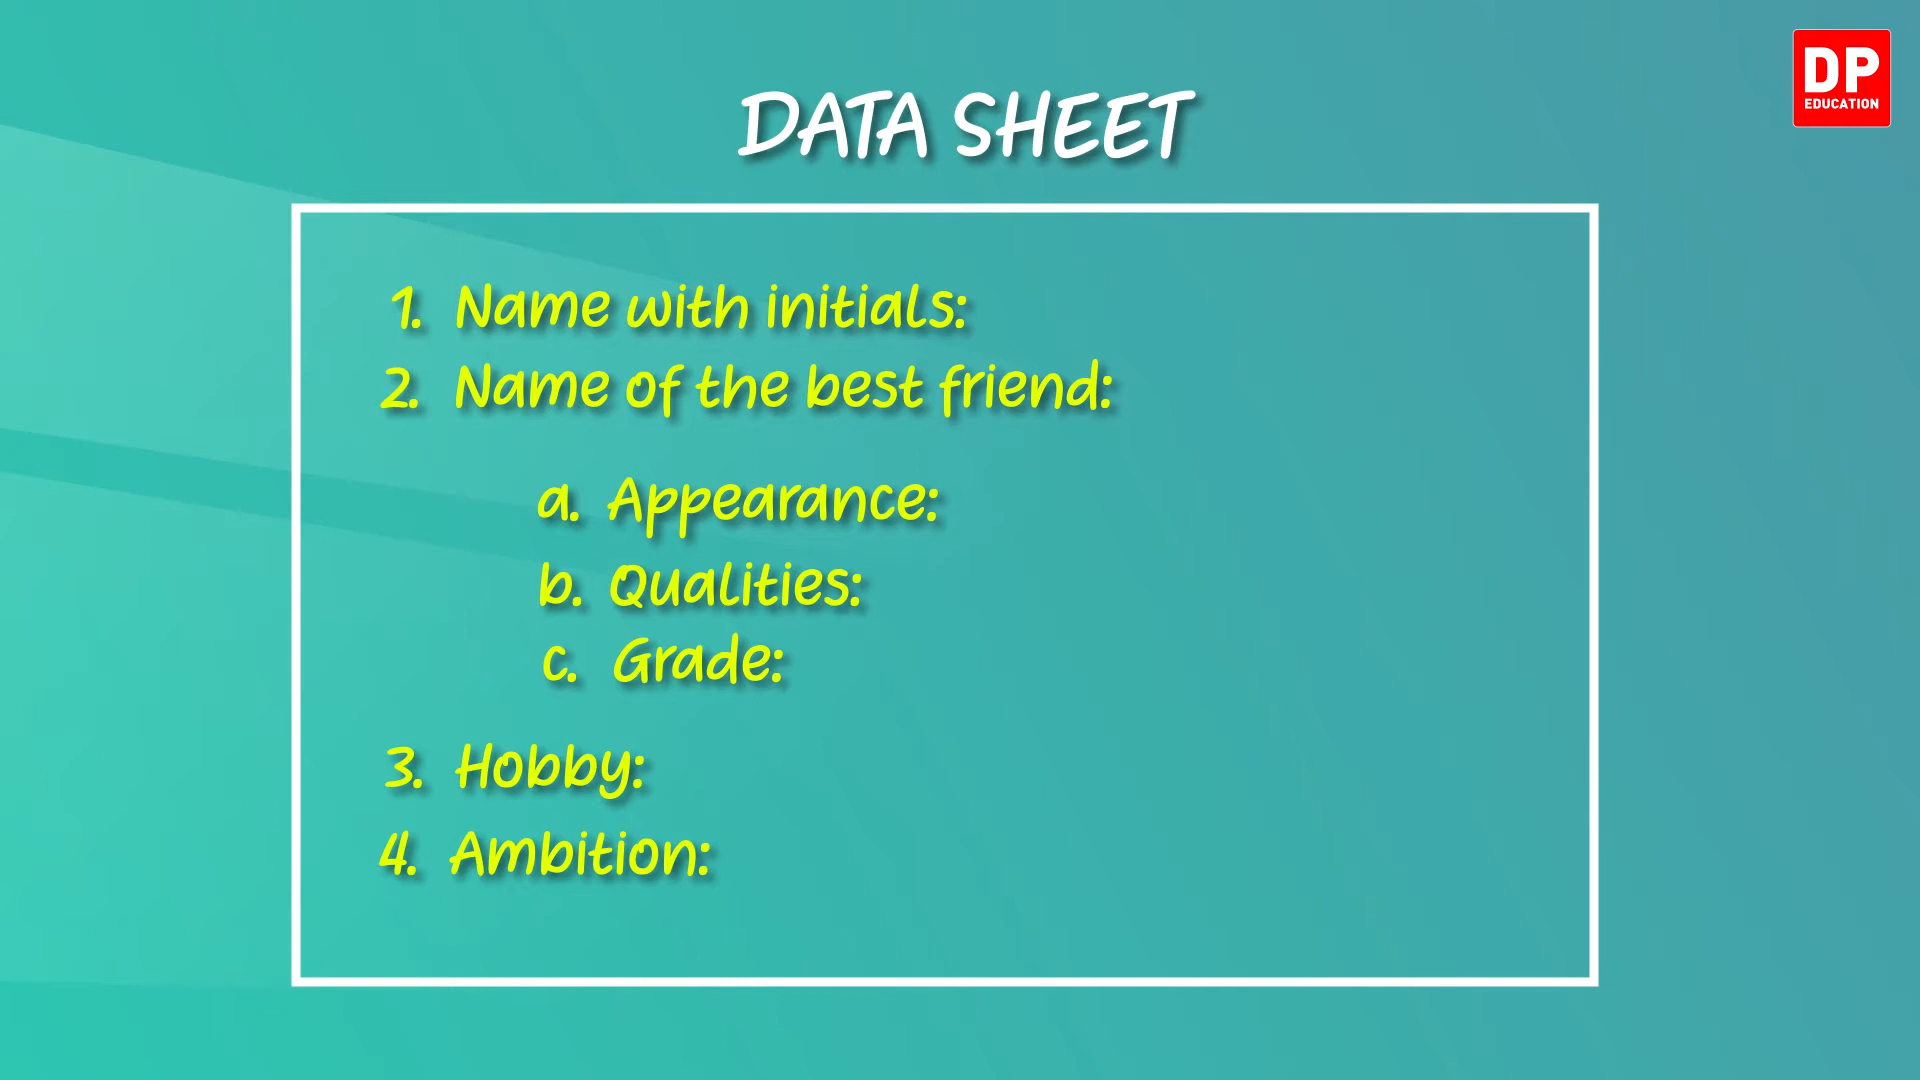 DP
EDUCATION
DATA SHEET
1. Name with initials:
2. Name of the best friend:
a. Appearance:
b. Qualities:
c. Grade:
3. Hobby:
4. Ambition: